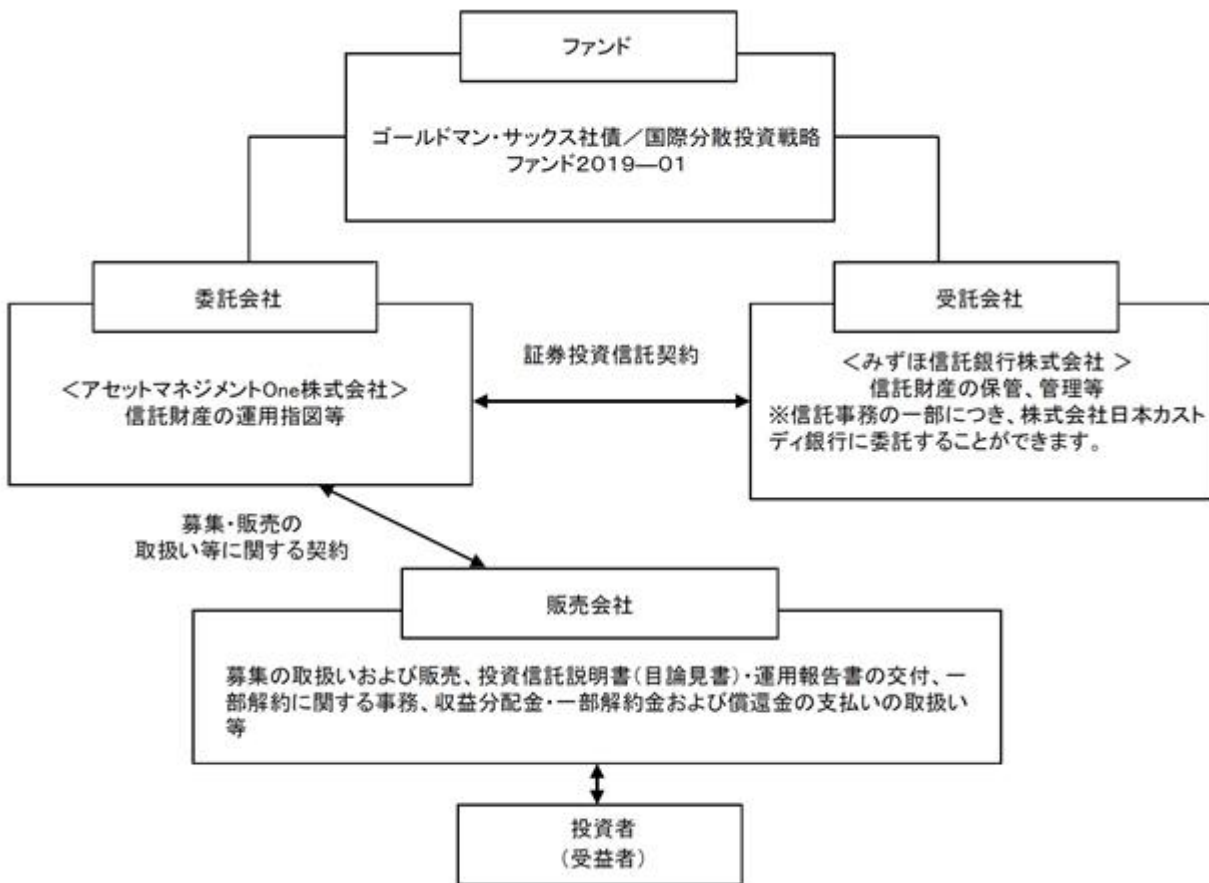 ファンド
ゴールドマン・サックス社債／国際分散投資戦略
ファンド2019―01
委託会社
＜アセットマネジメントOne株式会社＞
信託財産の運用指図等
証券投資信託契約
受託会社
＜みずほ信託銀行株式会社 ＞
信託財産の保管、管理等
※信託事務の一部につき、株式会社日本カスト
ディ銀行に委託することができます。
募集・販売の
取扱い等に関する契約
販売会社
募集の取扱いおよび販売、投資信託説明書(目論見書)・運用報告書の交付、一
部解約に関する事務、収益分配金・一部解約金および償還金の支払いの取扱い
等
投資者
（受益者）